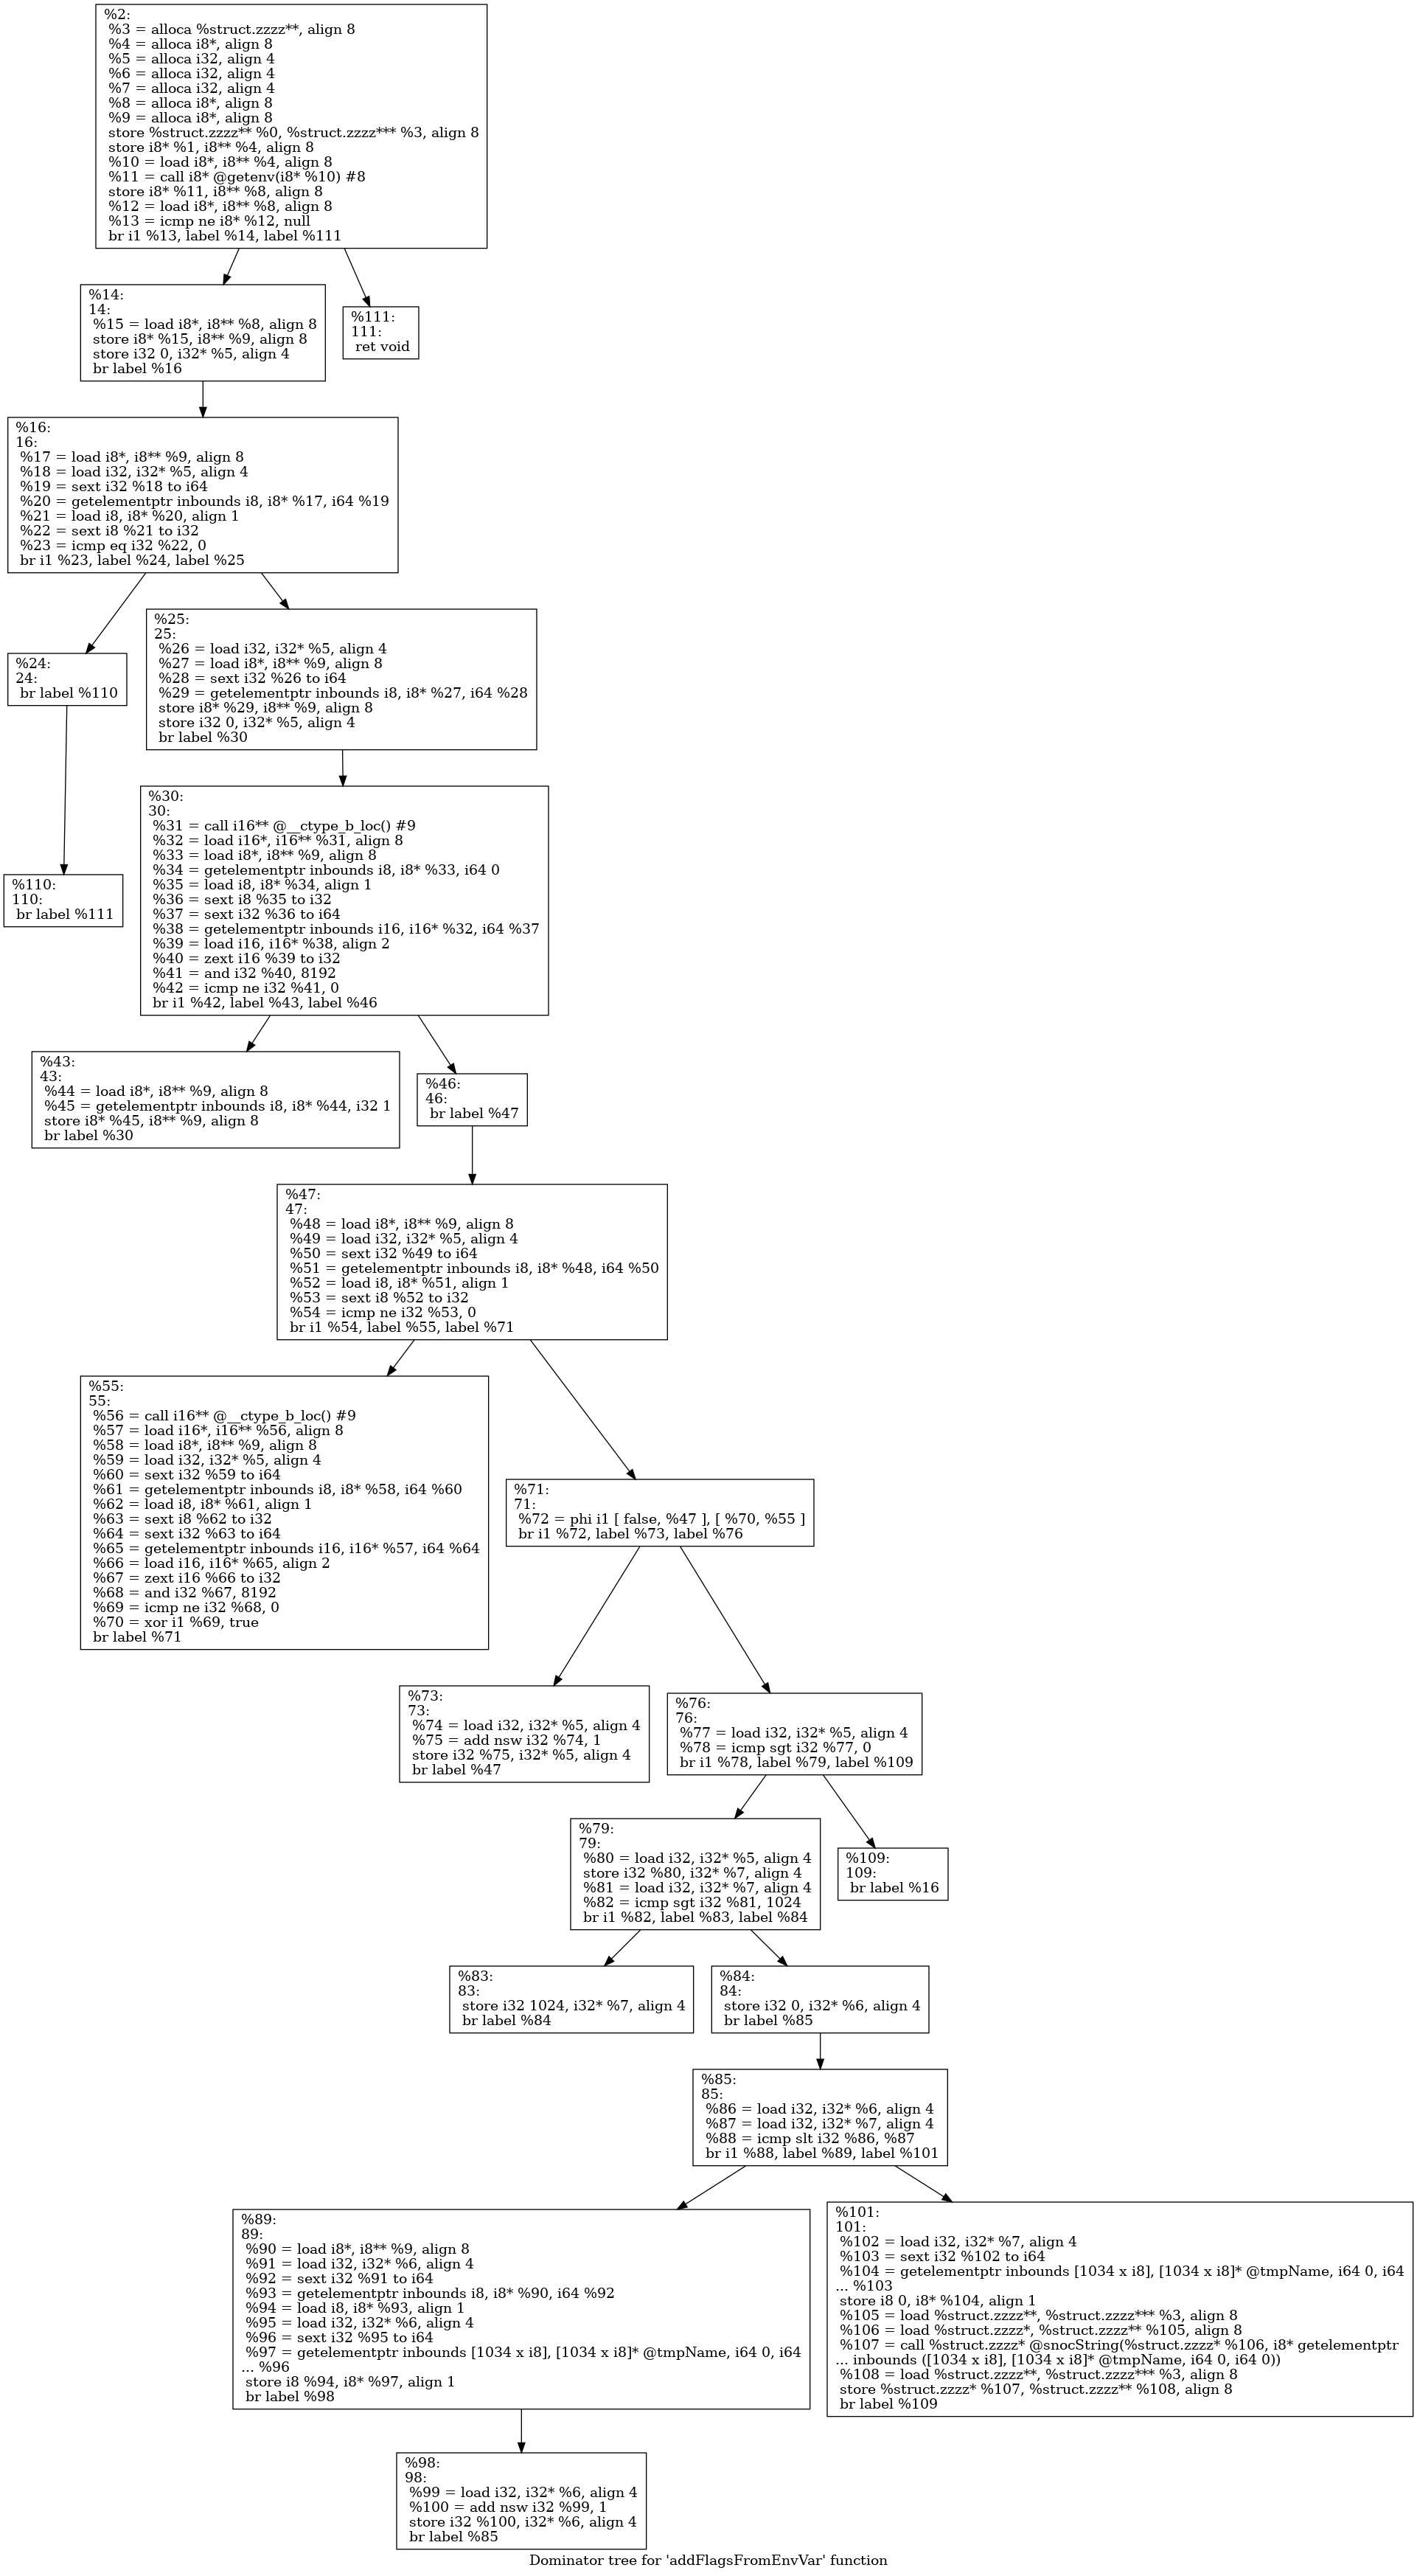 %2:
%3 = alloca %struct.zzzz**, align 8
%4 = alloca i8*, align 8
%5 = alloca i32, align 4
%6 = alloca i32, align 4
%7 = alloca i32, align 4
%8 = alloca i8*, align 8
%9 = alloca i8*, align 8
store %struct.zzzz** %0, %struct.zzzz*** %3, align 8
store i8* %1, i8** %4, align 8
%10 = load i8*, i8** %4, align 8
%11 = call i8* @getenv(i8* %10) #8
store i8* %11, i8** %8, align 8
%12 = load i8*, i8** %8, align 8
%13 = icmp ne i8* %12, null
br i1 %13, label %14, label %111
%14:
14:
%15 = load i8*, i8** %8, align 8
store i8* %15, i8** %9, align 8
store i32 0, i32* %5, align 4
br label %16
%111:
111:
ret void
%16:
16:
%17 = load i8*, i8** %9, align 8
%18 = load i32, i32* %5, align 4
%19 = sext i32 %18 to i64
%20 = getelementptr inbounds i8, i8* %17, i64 %19
%21 = load i8, i8* %20, align 1
%22 = sext i8 %21 to i32
%23 = icmp eq i32 %22, 0
br i1 %23, label %24, label %25
%24:
24:
br label %110
%25:
25:
%26 = load i32, i32* %5, align 4
%27 = load i8*, i8** %9, align 8
%28 = sext i32 %26 to i64
%29 = getelementptr inbounds i8, i8* %27, i64 %28
store i8* %29, i8** %9, align 8
store i32 0, i32* %5, align 4
br label %30
%110:
110:
br label %111
%30:
30:
%31 = call i16** @__ctype_b_loc() #9
%32 = load i16*, i16** %31, align 8
%33 = load i8*, i8** %9, align 8
%34 = getelementptr inbounds i8, i8* %33, i64 0
%35 = load i8, i8* %34, align 1
%36 = sext i8 %35 to i32
%37 = sext i32 %36 to i64
%38 = getelementptr inbounds i16, i16* %32, i64 %37
%39 = load i16, i16* %38, align 2
%40 = zext i16 %39 to i32
%41 = and i32 %40, 8192
%42 = icmp ne i32 %41, 0
br i1 %42, label %43, label %46
%43:
43:
%44 = load i8*, i8** %9, align 8
%45 = getelementptr inbounds i8, i8* %44, i32 1
store i8* %45, i8** %9, align 8
br label %30
%46:
46:
br label %47
%47:
47:
%48 = load i8*, i8** %9, align 8
%49 = load i32, i32* %5, align 4
%50 = sext i32 %49 to i64
%51 = getelementptr inbounds i8, i8* %48, i64 %50
%52 = load i8, i8* %51, align 1
%53 = sext i8 %52 to i32
%54 = icmp ne i32 %53, 0
br i1 %54, label %55, label %71
%55:
55:
%56 = call i16** @__ctype_b_loc() #9
%57 = load i16*, i16** %56, align 8
%58 = load i8*, i8** %9, align 8
%59 = load i32, i32* %5, align 4
%60 = sext i32 %59 to i64
%61 = getelementptr inbounds i8, i8* %58, i64 %60
%62 = load i8, i8* %61, align 1
%63 = sext i8 %62 to i32
%64 = sext i32 %63 to i64
%65 = getelementptr inbounds i16, i16* %57, i64 %64
%66 = load i16, i16* %65, align 2
%67 = zext i16 %66 to i32
%68 = and i32 %67, 8192
%69 = icmp ne i32 %68, 0
%70 = xor i1 %69, true
br label %71
%71:
71:
%72 = phi i1 [ false, %47 ], [ %70, %55 ]
br i1 %72, label %73, label %76
%73:
73:
%74 = load i32, i32* %5, align 4
%75 = add nsw i32 %74, 1
store i32 %75, i32* %5, align 4
br label %47
%76:
76:
%77 = load i32, i32* %5, align 4
%78 = icmp sgt i32 %77, 0
br i1 %78, label %79, label %109
%79:
79:
%80 = load i32, i32* %5, align 4
store i32 %80, i32* %7, align 4
%81 = load i32, i32* %7, align 4
%82 = icmp sgt i32 %81, 1024
br i1 %82, label %83, label %84
%109:
109:
br label %16
%83:
83:
store i32 1024, i32* %7, align 4
br label %84
%84:
84:
store i32 0, i32* %6, align 4
br label %85
%85:
85:
%86 = load i32, i32* %6, align 4
%87 = load i32, i32* %7, align 4
%88 = icmp slt i32 %86, %87
br i1 %88, label %89, label %101
%89:
89:
%90 = load i8*, i8** %9, align 8
%91 = load i32, i32* %6, align 4
%92 = sext i32 %91 to i64
%93 = getelementptr inbounds i8, i8* %90, i64 %92
%94 = load i8, i8* %93, align 1
%95 = load i32, i32* %6, align 4
%96 = sext i32 %95 to i64
%97 = getelementptr inbounds [1034 x i8], [1034 x i8]* @tmpName, i64 0, i64
... %96
store i8 %94, i8* %97, align 1
br label %98
%101:
101:
%102 = load i32, i32* %7, align 4
%103 = sext i32 %102 to i64
%104 = getelementptr inbounds [1034 x i8], [1034 x i8]* @tmpName, i64 0, i64
... %103
store i8 0, i8* %104, align 1
%105 = load %struct.zzzz**, %struct.zzzz*** %3, align 8
%106 = load %struct.zzzz*, %struct.zzzz** %105, align 8
%107 = call %struct.zzzz* @snocString(%struct.zzzz* %106, i8* getelementptr
... inbounds ([1034 x i8], [1034 x i8]* @tmpName, i64 0, i64 0))
%108 = load %struct.zzzz**, %struct.zzzz*** %3, align 8
store %struct.zzzz* %107, %struct.zzzz** %108, align 8
br label %109
%98:
98:
%99 = load i32, i32* %6, align 4
%100 = add nsw i32 %99, 1
store i32 %100, i32* %6, align 4
br label %85
Dominator tree for 'addFlagsFromEnvVar' function